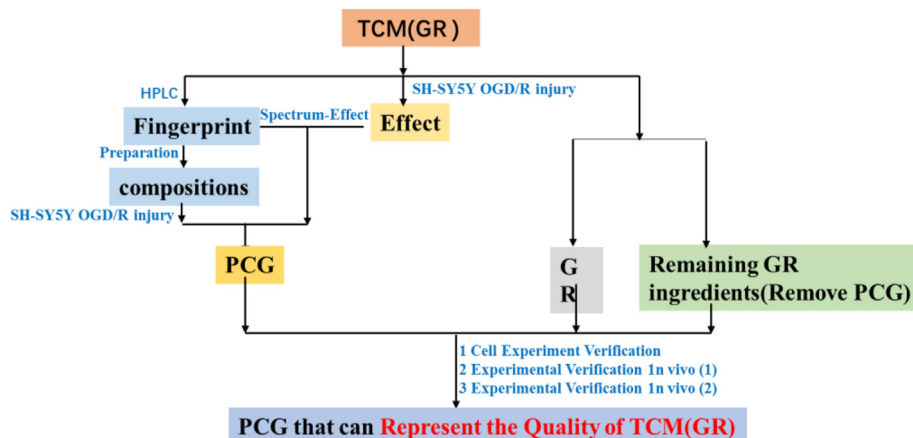 TCM(GR )
SH-SY5Y OGD/R injury
HPLC
Spectrum-Effect
Fingerprint
Effect
Preparation
compositions
SH-SY5Y OGD/R injury
PCG
G
R
Remaining GR
ingredients(Remove PCG)
1 Cell Experiment Verification
2 Experimental Verification 1n vivo (1)
3 Experimental Verification 1n vivo (2)
PCG that can Represent the Quality of TCM(GR)